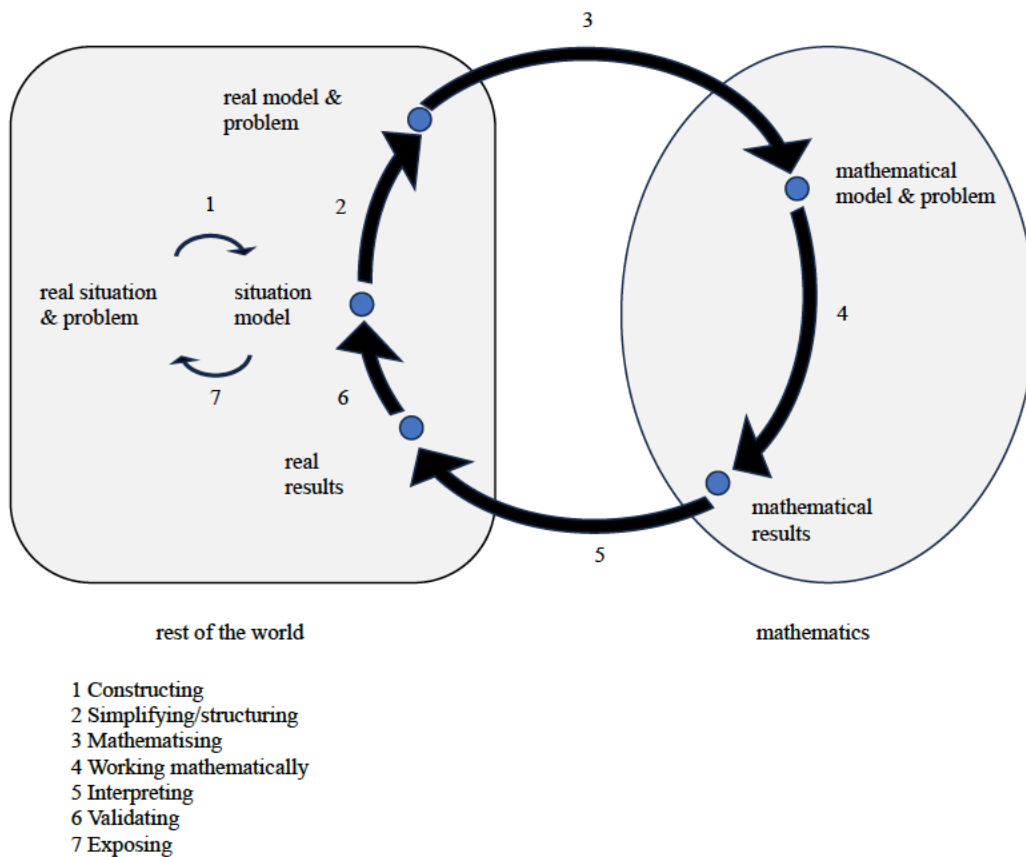 3
real model &
problem
mathematical
model & problem
1
2
real situation
& problem
situation
model
4
7
6
real
results
mathematical
results
5
rest of the world
mathematics
1 Constructing
2 Simplifying/structuring
3 Mathematising
4 Working mathematically
5 Interpreting
6 Validating
7 Exposing